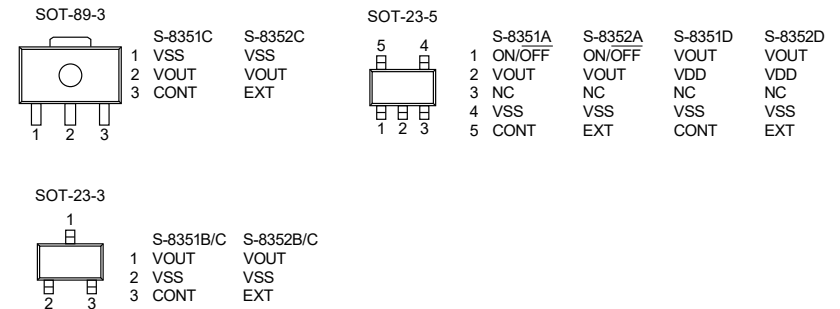 SOT-89-3
S-8351C S-8352C
1 VSS VSS
2 VOUT VOUT
3 CONT EXT
1 2 3
SOT-23-5
5 4
S-8351A S-8352A S-8351D S-8352D
1 ON/OFF ON/OFF VOUT VOUT
2 VOUT VOUT VDD VDD
3 NC NC NC NC
4 VSS VSS VSS VSS
5 CONT EXT CONT EXT
1 2 3
SOT-23-3
1
S-8351B/C S-8352B/C
1 VOUT VOUT
2 VSS VSS
3 CONT EXT
2 3